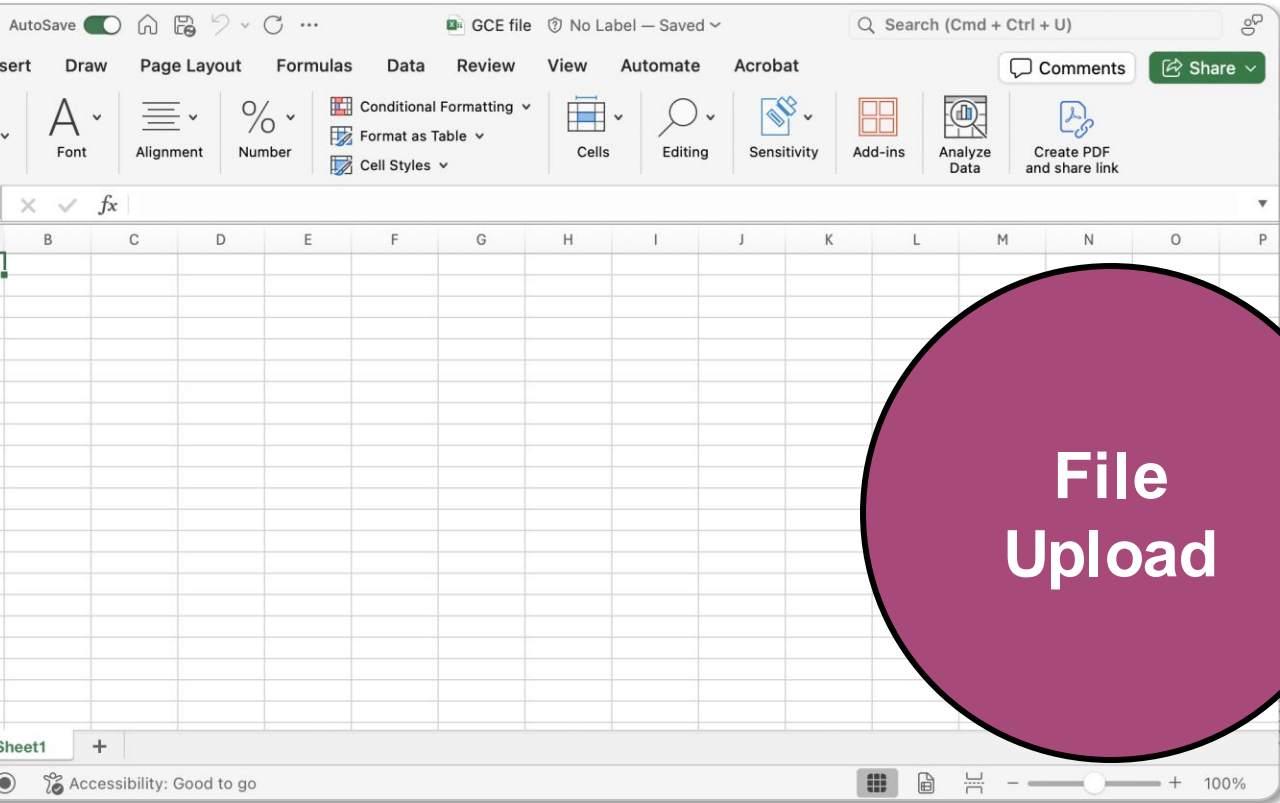 AutoSave GCE file No Label — Saved Search (Cmd + Ctrl + U)
sert Draw Page Layout Formulas Data Review View Automate Acrobat Comments Share
Font Alignment Number Conditional Formatting Format as Table Cell Styles Cells Editing Sensitivity Add-ins Analyze Data Create PDF and share link
fx
B C D E F G H I J K L M N O P
File
Upload
Sheet1 +
Accessibility: Good to go − + 100%